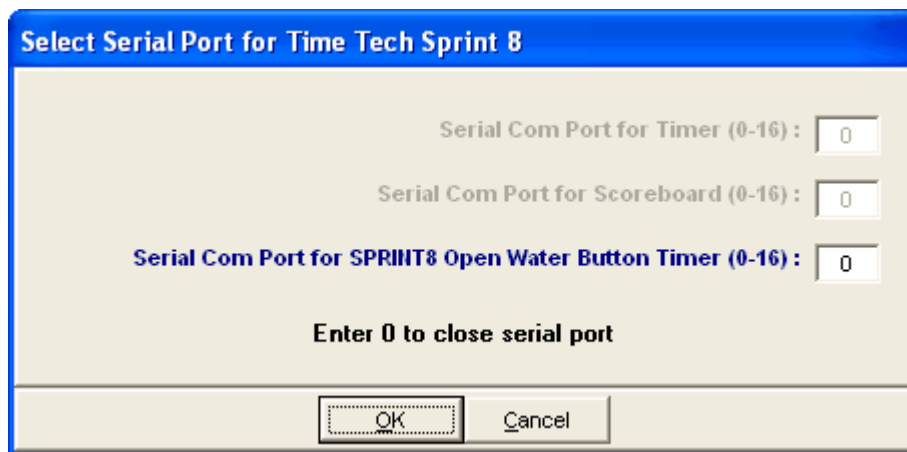 Select Serial Port for Time Tech Sprint 8
Serial Com Port for Timer (0-16) : 0
Serial Com Port for Scoreboard (0-16) : 0
Serial Com Port for SPRINT8 Open Water Button Timer (0-16) : 0
Enter 0 to close serial port
OK Cancel